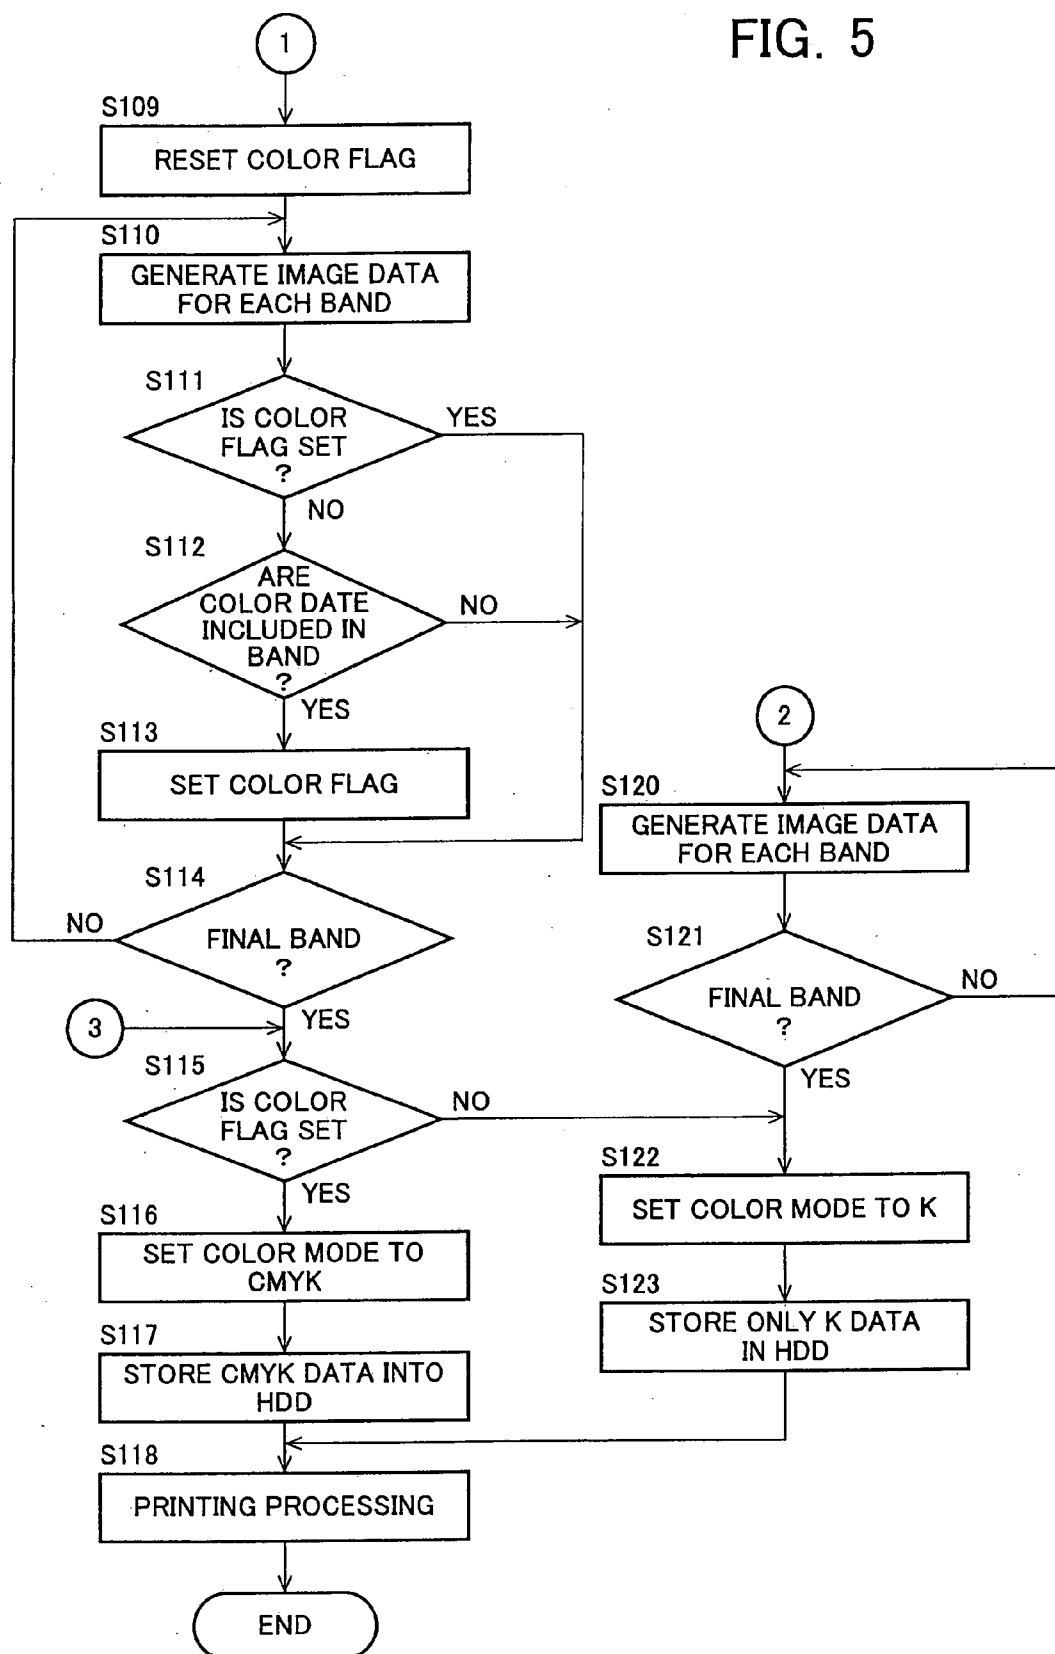 FIG. 5
1
S109
RESET COLOR FLAG
S110
GENERATE IMAGE DATA
FOR EACH BAND
S111
IS COLOR
FLAG SET
?
YES
NO
S112
ARE
COLOR DATE
INCLUDED IN
BAND
?
NO
YES
S113
SET COLOR FLAG
S114
FINAL BAND
?
NO
YES
3
S115
IS COLOR
FLAG SET
?
NO
YES
S116
SET COLOR MODE TO
CMYK
S117
STORE CMYK DATA INTO
HDD
S118
PRINTING PROCESSING
END
2
S120
GENERATE IMAGE DATA
FOR EACH BAND
S121
FINAL BAND
?
NO
YES
S122
SET COLOR MODE TO K
S123
STORE ONLY K DATA
IN HDD